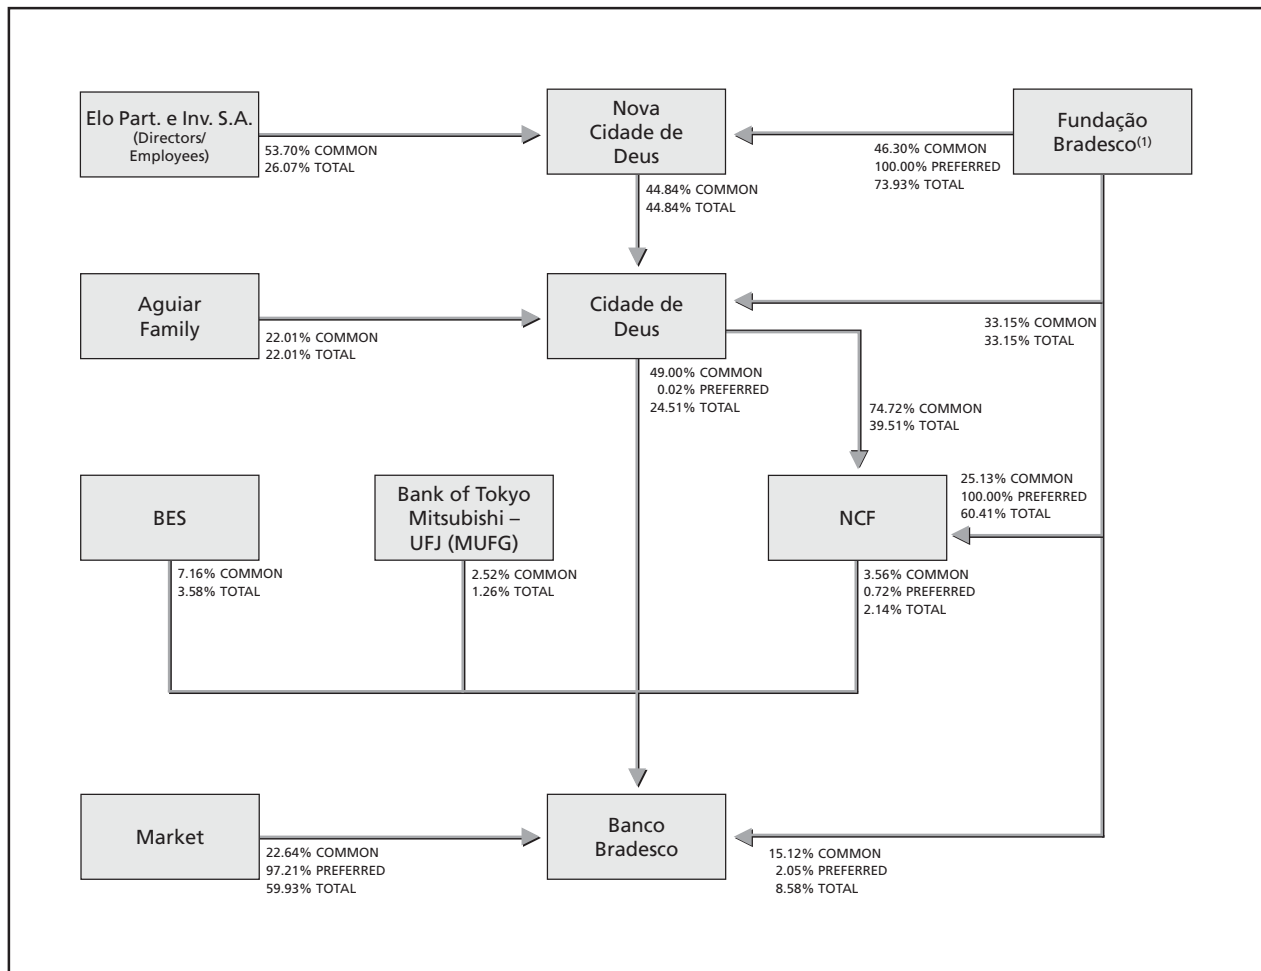 Elo Part. e Inv. S.A.
(Directors/
Employees)
53.70% COMMON
26.07% TOTAL
Nova
Cidade de
Deus
44.84% COMMON
44.84% TOTAL
Fundação
Bradesco(1)
46.30% COMMON
100.00% PREFERRED
73.93% TOTAL
Aguiar
Family
22.01% COMMON
22.01% TOTAL
Cidade de
Deus
49.00% COMMON
0.02% PREFERRED
24.51% TOTAL
33.15% COMMON
33.15% TOTAL
74.72% COMMON
39.51% TOTAL
BES
7.16% COMMON
3.58% TOTAL
Bank of Tokyo
Mitsubishi –
UFJ (MUFG)
2.52% COMMON
1.26% TOTAL
NCF
25.13% COMMON
100.00% PREFERRED
60.41% TOTAL
3.56% COMMON
0.72% PREFERRED
2.14% TOTAL
Market
22.64% COMMON
97.21% PREFERRED
59.93% TOTAL
Banco
Bradesco
15.12% COMMON
2.05% PREFERRED
8.58% TOTAL